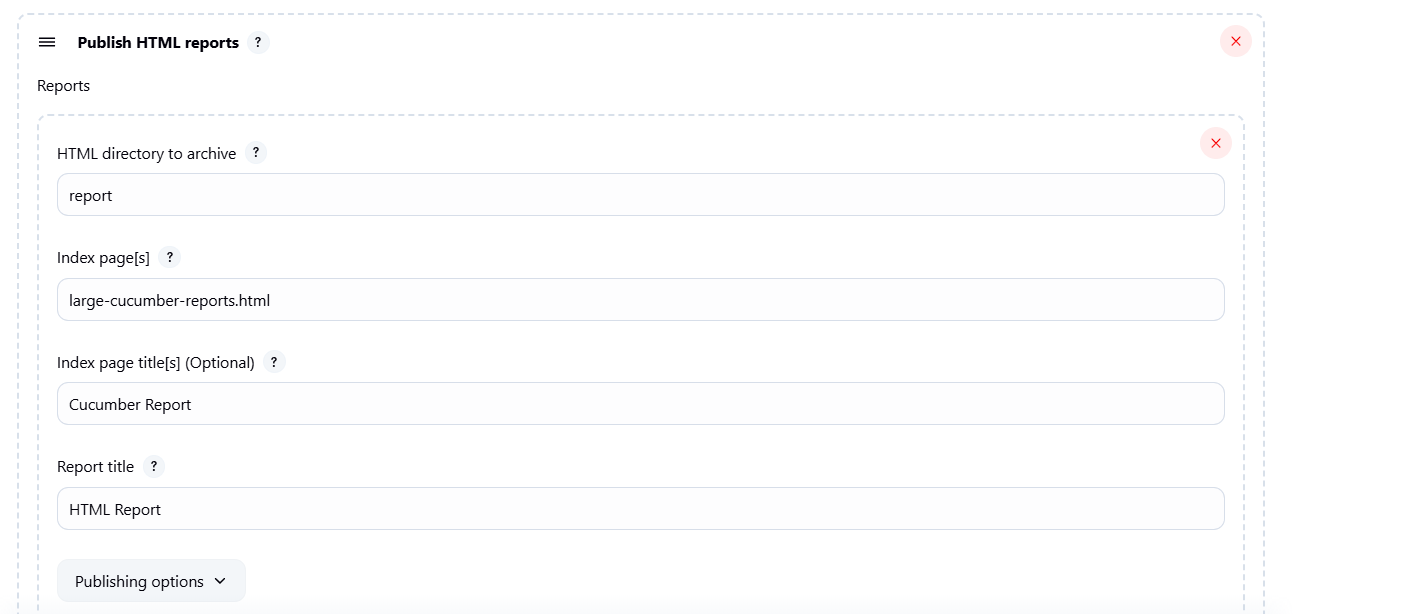 Publish HTML reports ?
Reports
HTML directory to archive ?
report
Index page[s] ?
large-cucumber-reports.html
Index page title[s] (Optional) ?
Cucumber Report
Report title ?
HTML Report
Publishing options